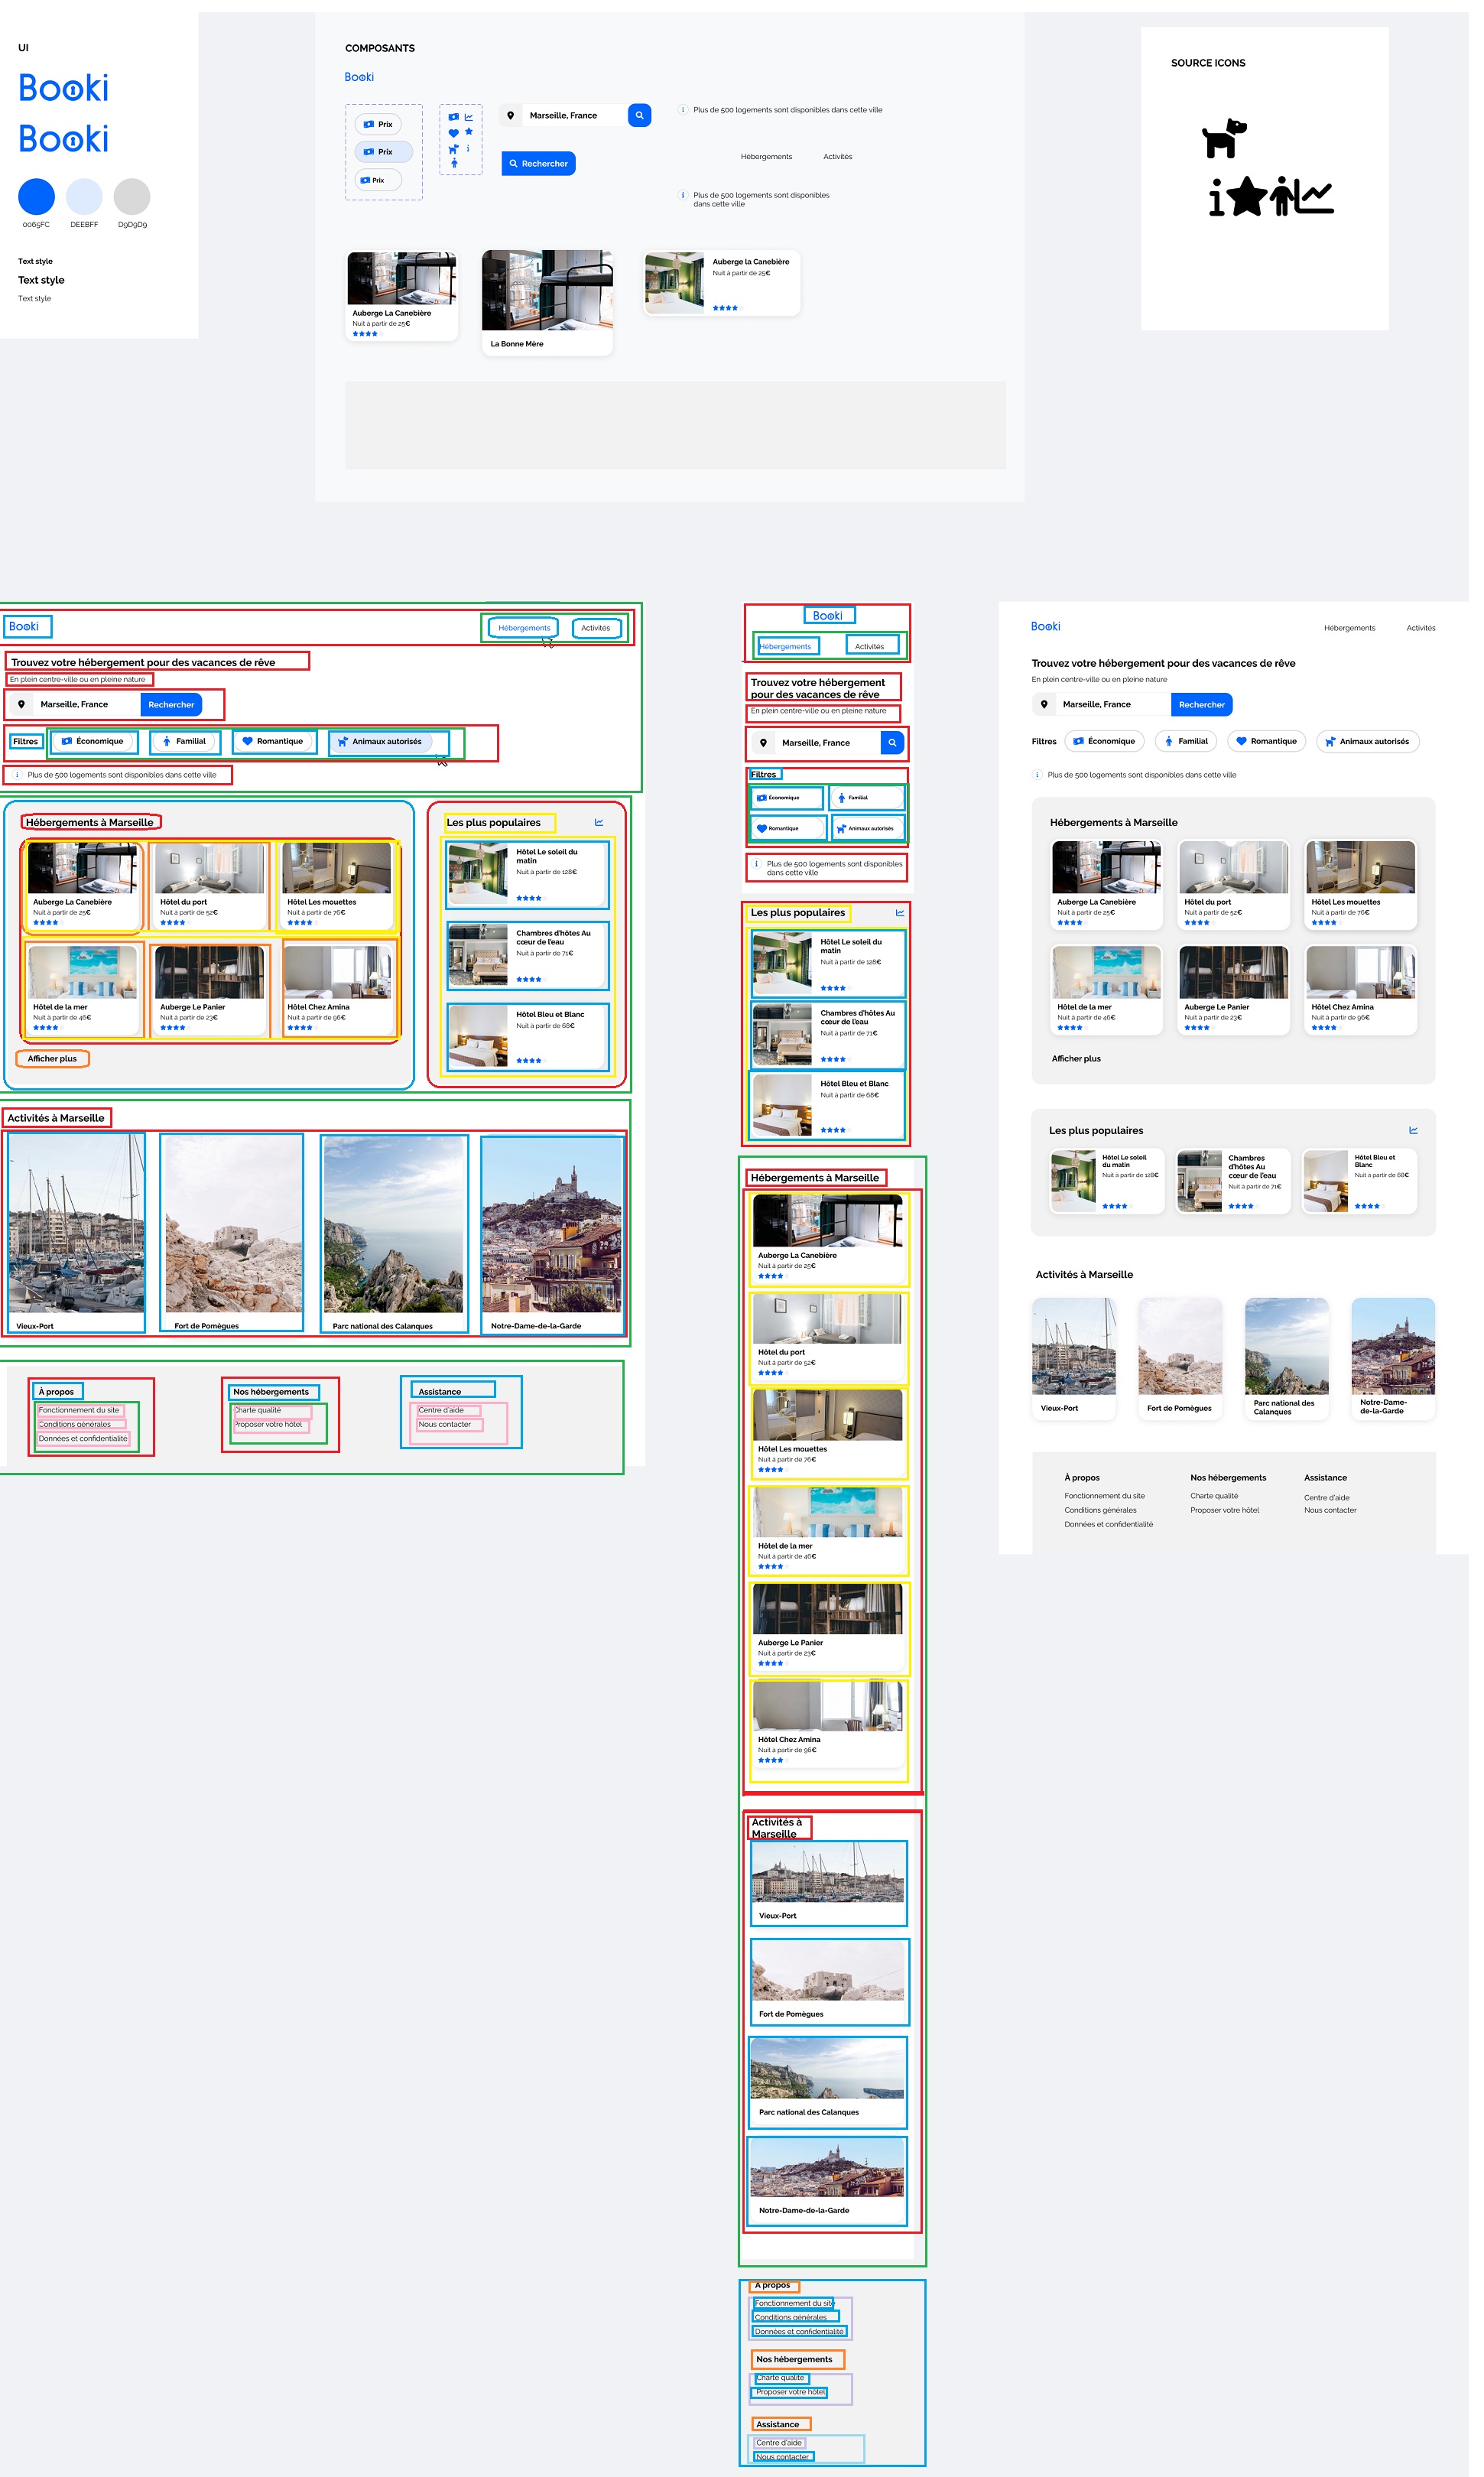 UI
Booki
Booki
0065FC
DEEBFF
D9D9D9
Text style
Text style
Text style
COMPOSANTS
Booki
Prix
Prix
Prix
Marseille, France
Rechercher
Plus de 500 logements sont disponibles dans cette ville
Hébergements
Activités
Plus de 500 logements sont disponibles
dans cette ville
Auberge La Canebière
Nuit à partir de 25€
La Bonne Mère
Auberge la Canebière
Nuit à partir de 25€
SOURCE ICONS
Booki
Hébergements
Activités
Trouvez votre hébergement pour des vacances de rêve
En plein centre-ville ou en pleine nature
Marseille, France
Rechercher
Filtres
Économique
Familial
Romantique
Animaux autorisés
Plus de 500 logements sont disponibles dans cette ville
Hébergements à Marseille
Auberge La Canebière
Nuit à partir de 25€
Hôtel du port
Nuit à partir de 52€
Hôtel Les mouettes
Nuit à partir de 76€
Hôtel de la mer
Nuit à partir de 46€
Auberge Le Panier
Nuit à partir de 23€
Hôtel Chez Amina
Nuit à partir de 96€
Afficher plus
Les plus populaires
Hôtel Le soleil du
matin
Nuit à partir de 128€
Chambres d'hôtes Au
cœur de l'eau
Nuit à partir de 71€
Hôtel Bleu et Blanc
Nuit à partir de 68€
Activités à Marseille
Vieux-Port
Fort de Pomègues
Parc national des Calanques
Notre-Dame-de-la-Garde
À propos
Fonctionnement du site
Conditions générales
Données et confidentialité
Nos hébergements
Charte qualité
Proposer votre hôtel
Assistance
Centre d'aide
Nous contacter
Booki
Hébergements
Activités
Trouvez votre hébergement
pour des vacances de rêve
En plein centre-ville ou en pleine nature
Marseille, France
Filtres
Économique
Familial
Romantique
Animaux autorisés
Plus de 500 logements sont disponibles
dans cette ville
Les plus populaires
Hôtel Le soleil du
matin
Nuit à partir de 128€
Chambres d'hôtes Au
cœur de l'eau
Nuit à partir de 71€
Hôtel Bleu et Blanc
Nuit à partir de 68€
Hébergements à Marseille
Auberge La Canebière
Nuit à partir de 25€
Hôtel du port
Nuit à partir de 52€
Hôtel Les mouettes
Nuit à partir de 76€
Hôtel de la mer
Nuit à partir de 46€
Auberge Le Panier
Nuit à partir de 23€
Hôtel Chez Amina
Nuit à partir de 96€
Activités à
Marseille
Vieux-Port
Fort de Pomègues
Parc national des Calanques
Notre-Dame-de-la-Garde
À propos
Fonctionnement du site
Conditions générales
Données et confidentialité
Nos hébergements
Charte qualité
Proposer votre hôtel
Assistance
Centre d'aide
Nous contacter
Booki
Hébergements
Activités
Trouvez votre hébergement pour des vacances de rêve
En plein centre-ville ou en pleine nature
Marseille, France
Rechercher
Filtres
Économique
Familial
Romantique
Animaux autorisés
Plus de 500 logements sont disponibles dans cette ville
Hébergements à Marseille
Auberge La Canebière
Nuit à partir de 25€
Hôtel du port
Nuit à partir de 52€
Hôtel Les mouettes
Nuit à partir de 76€
Hôtel de la mer
Nuit à partir de 46€
Auberge Le Panier
Nuit à partir de 23€
Hôtel Chez Amina
Nuit à partir de 96€
Afficher plus
Les plus populaires
Hôtel Le soleil
du matin
Nuit à partir de 128€
Chambres
d'hôtes Au
cœur de l'eau
Nuit à partir de 71€
Hôtel Bleu et
Blanc
Nuit à partir de 68€
Activités à Marseille
Vieux-Port
Fort de Pomègues
Parc national des
Calanques
Notre-Dame-
de-la-Garde
À propos
Fonctionnement du site
Conditions générales
Données et confidentialité
Nos hébergements
Charte qualité
Proposer votre hôtel
Assistance
Centre d'aide
Nous contacter